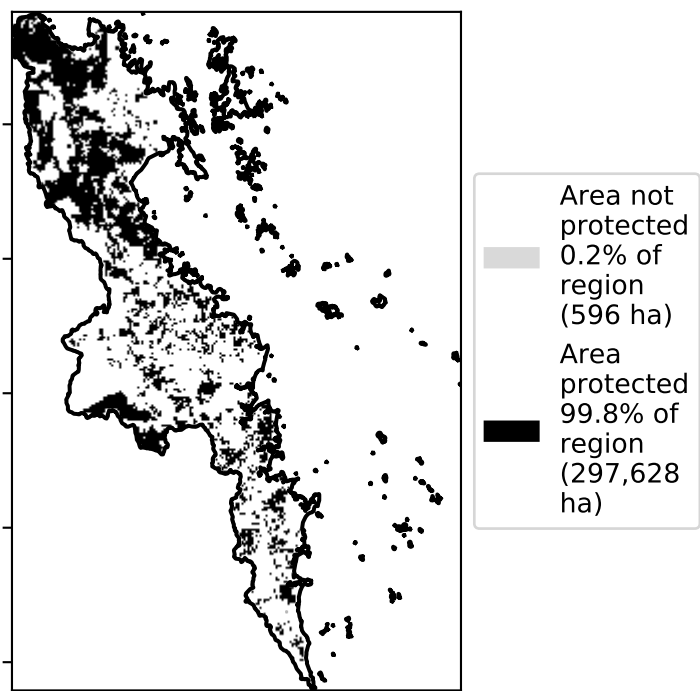 Area not
protected
0.2% of
region
(596 ha)
Area
protected
99.8% of
region
(297,628
ha)